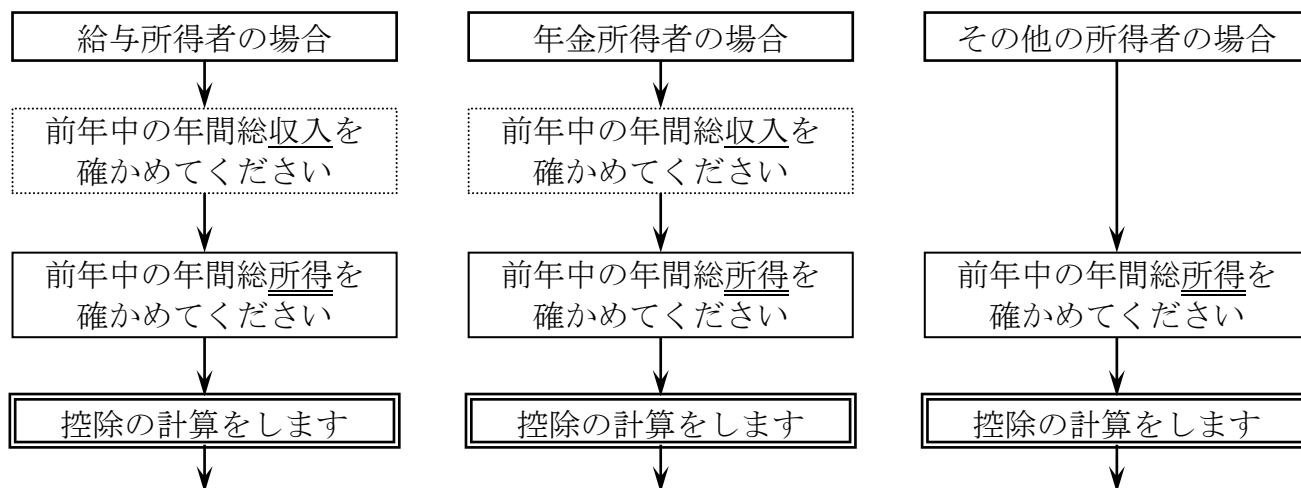 給与所得者の場合
年金所得者の場合
その他の所得者の場合
前年中の年間総収入を
確かめてください
前年中の年間総収入を
確かめてください
前年中の年間総所得を
確かめてください
前年中の年間総所得を
確かめてください
前年中の年間総所得を
確かめてください
控除の計算をします
控除の計算をします
控除の計算をします